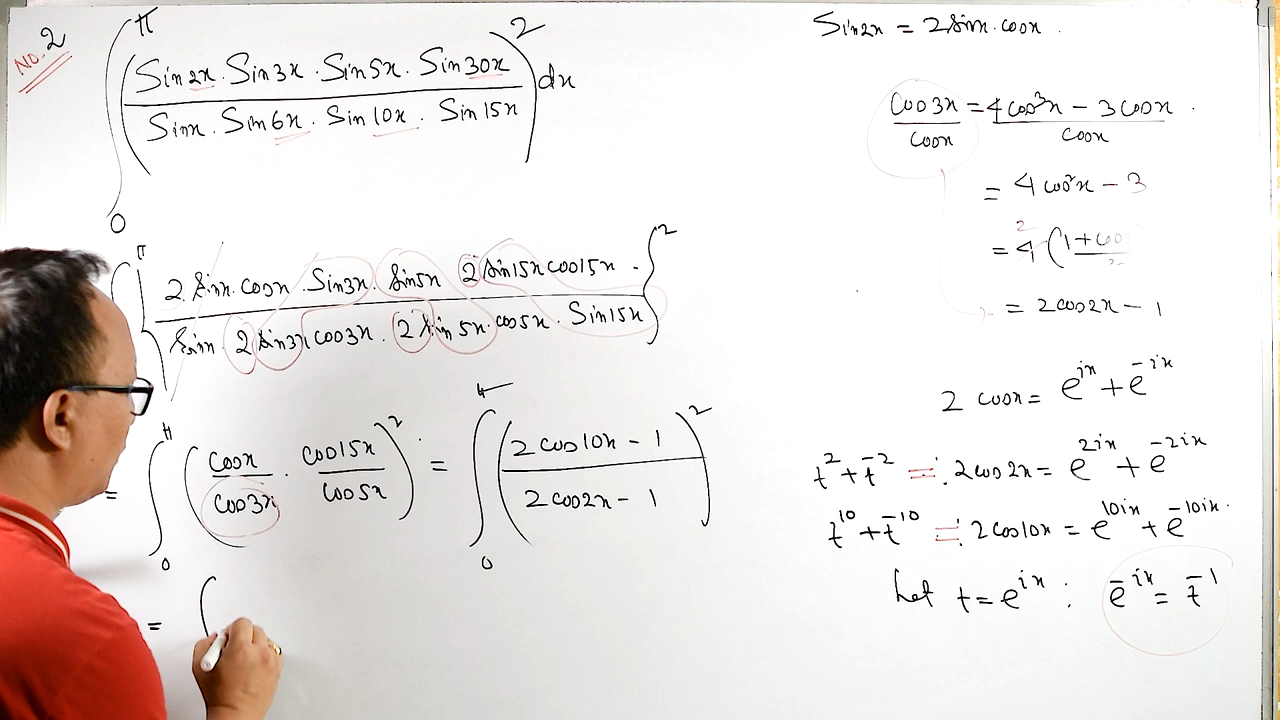 No. 2
∫₀^π ( (Sin2x · Sin3x · Sin5x · Sin30x) / (Sinx · Sin6x · Sin10x · Sin15x) )² dx
∫^π { (2 Sinx · cosx · Sin3x · Sin5x 2 Sin15x cos15x) / (Sinx · 2 Sin3x cos3x · 2 Sin5x · cos5x · Sin15x) }²
= ∫₀^π ( (cosx / cos3x) · (cos15x / cos5x) )² = ∫₀^π ( (2cos10x - 1) / (2cos2x - 1) )²
= (
Sin2x = 2Sinx·cosx.
cos3x / cosx = (4cos³x - 3cosx) / cosx.
= 4cos²x - 3
= 4 2 (1 + cos
= 2cos2x - 1
2 cosx = e^{ix} + e^{-ix}
t² + t^{-2} = 2cos2x = e^{2ix} + e^{-2ix}
t^{10} + t^{-10} = 2cos10x = e^{10ix} + e^{-10ix}.
Let t = e^{ix} : e^{-ix} = t^{-1}